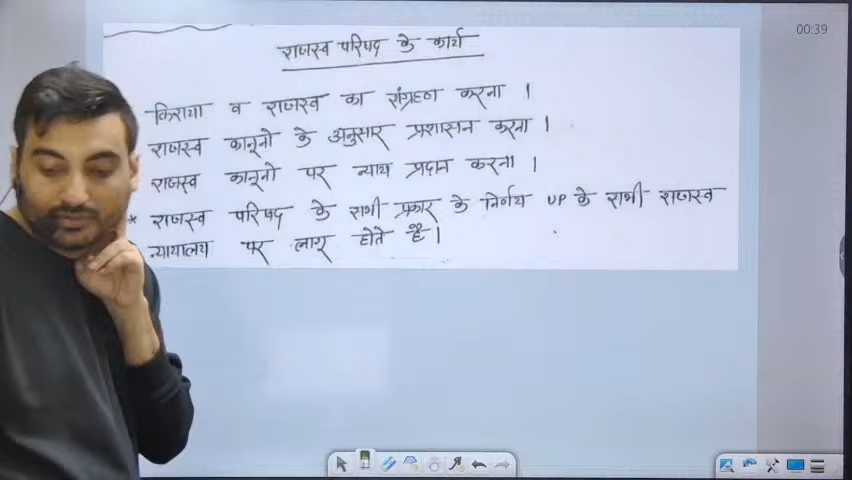 00:39
राजस्व परिषद के कार्य
किराया व राजस्व का संग्रहण करना ।
राजस्व कानूनो के अनुसार प्रशासन करना ।
राजस्व कानूनो पर न्याय प्रदान करना ।
* राजस्व परिषद के सभी प्रकार के निर्णय UP के सभी राजस्व
न्यायालय पर लागू होते है।